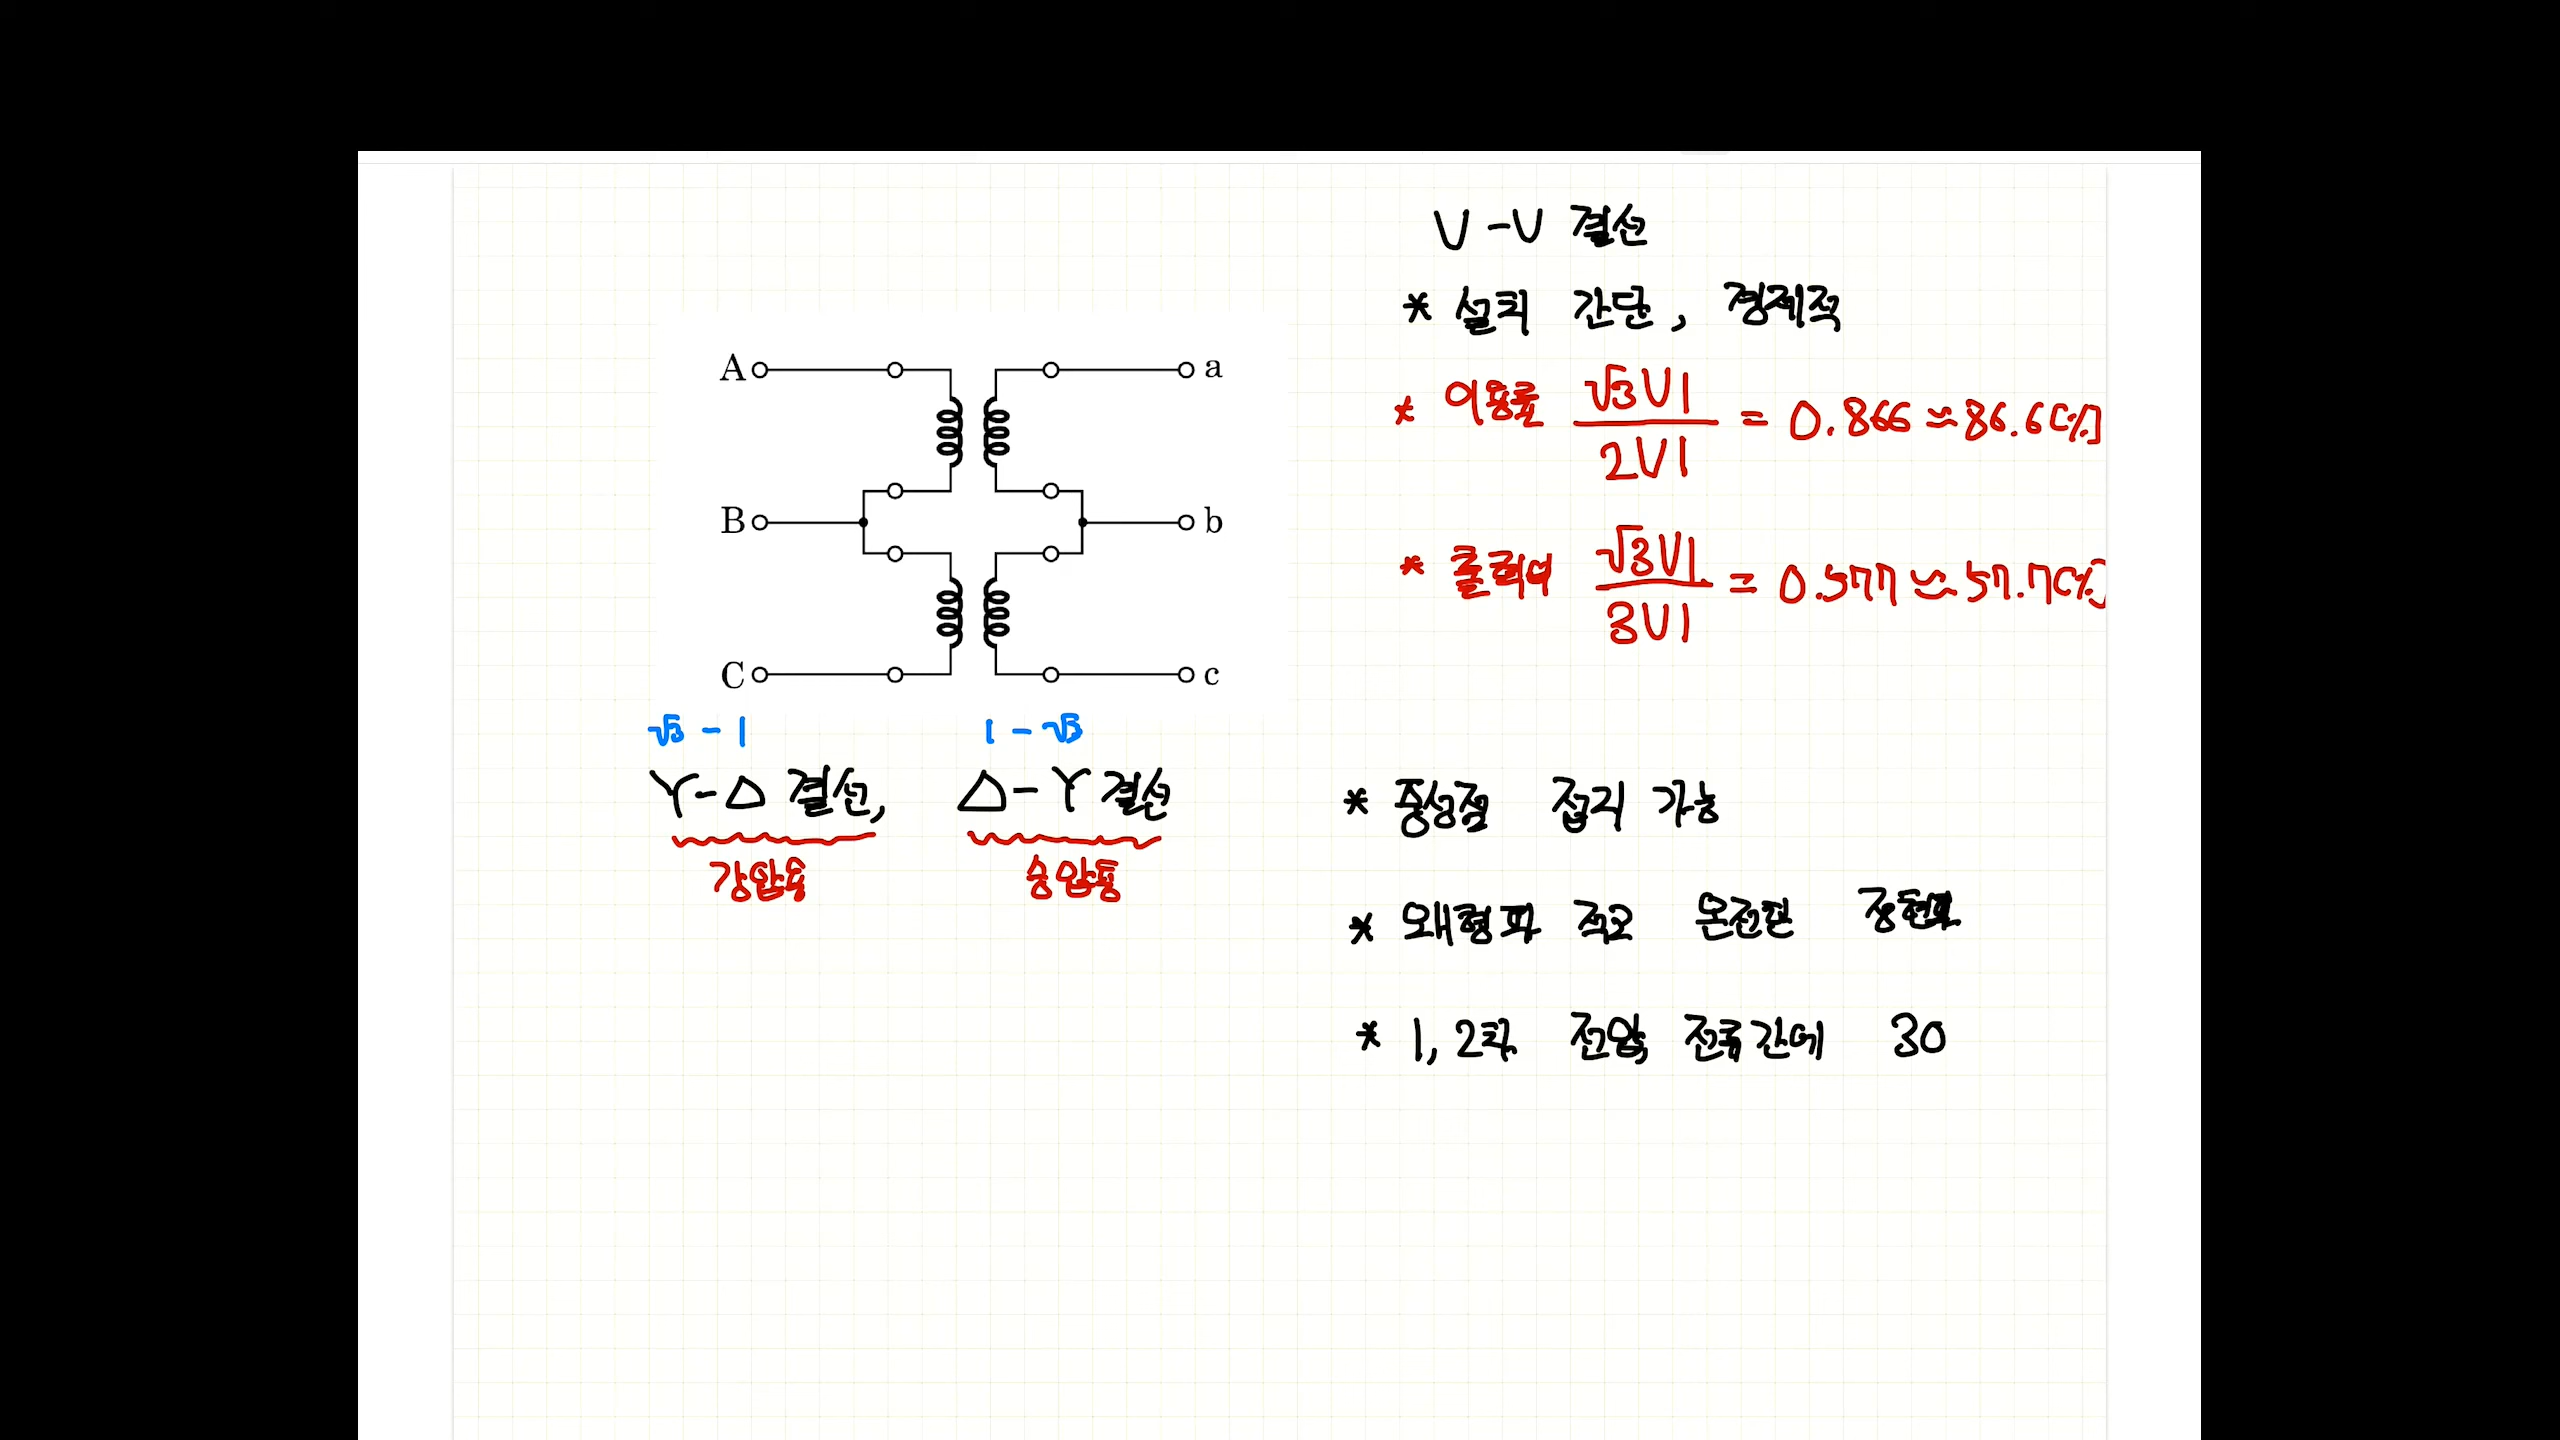 V-V 결선
* 설치 간단, 경제적
* 이용률 √3VI / 2VI = 0.866 ≃ 86.6[%]
* 출력비 √3VI / 3VI = 0.577 ≃ 57.7[%]
A a
B b
C c
√3 - 1 1 - √3
Y-Δ 결선, Δ-Y 결선
강압용 승압용
* 중성점 접지 가능
* 왜형파 적고 온전한 정현파
* 1, 2차 전압, 전류간에 30